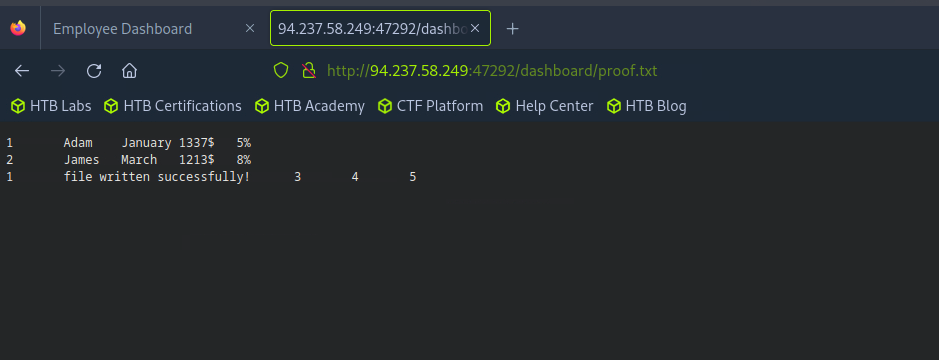 Employee Dashboard
94.237.58.249:47292/dashbo
http://94.237.58.249:47292/dashboard/proof.txt
HTB Labs HTB Certifications HTB Academy CTF Platform Help Center HTB Blog
1 Adam January 1337$ 5%
2 James March 1213$ 8%
1 file written successfully! 3 4 5